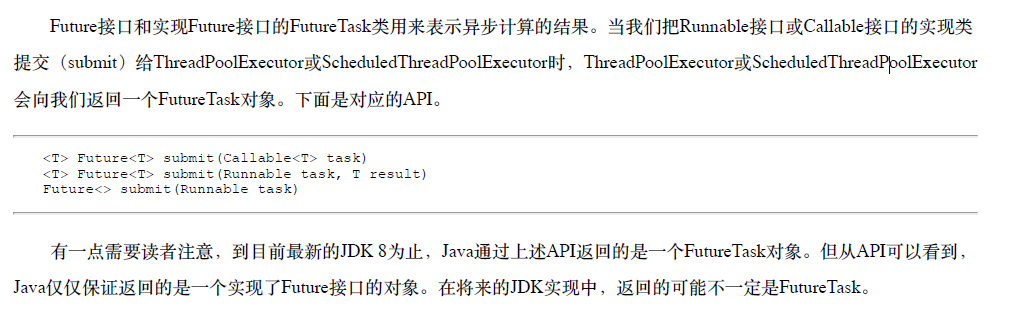 Future接口和实现Future接口的FutureTask类用来表示异步计算的结果。当我们把Runnable接口或Callable接口的实现类
提交（submit）给ThreadPoolExecutor或ScheduledThreadPoolExecutor时，ThreadPoolExecutor或ScheduledThreadPoolExecutor
会向我们返回一个FutureTask对象。下面是对应的API。
<T> Future<T> submit(Callable<T> task)
<T> Future<T> submit(Runnable task, T result)
Future<> submit(Runnable task)
有一点需要读者注意，到目前最新的JDK 8为止，Java通过上述API返回的是一个FutureTask对象。但从API可以看到，
Java仅仅保证返回的是一个实现了Future接口的对象。在将来的JDK实现中，返回的可能不一定是FutureTask。